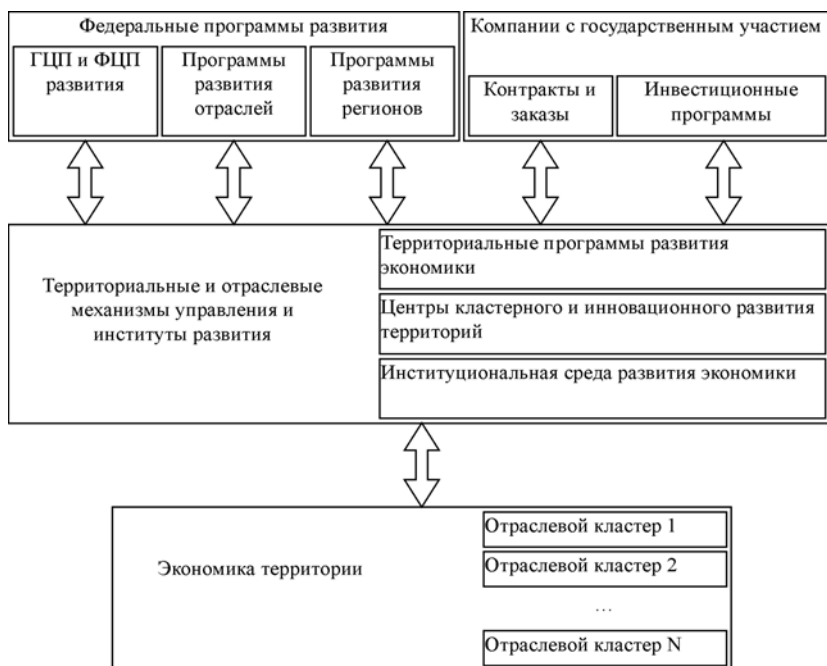 Федеральные программы развития
Компании с государственным участием
ГЦП и ФЦП
развития
Программы
развития
отраслей
Программы
развития
регионов
Контракты и
заказы
Инвестиционные
программы
Территориальные и отраслевые
механизмы управления и
институты развития
Территориальные программы развития
экономики
Центры кластерного и инновационного развития
территорий
Институциональная среда развития экономики
Экономика территории
Отраслевой кластер 1
Отраслевой кластер 2
...
Отраслевой кластер N